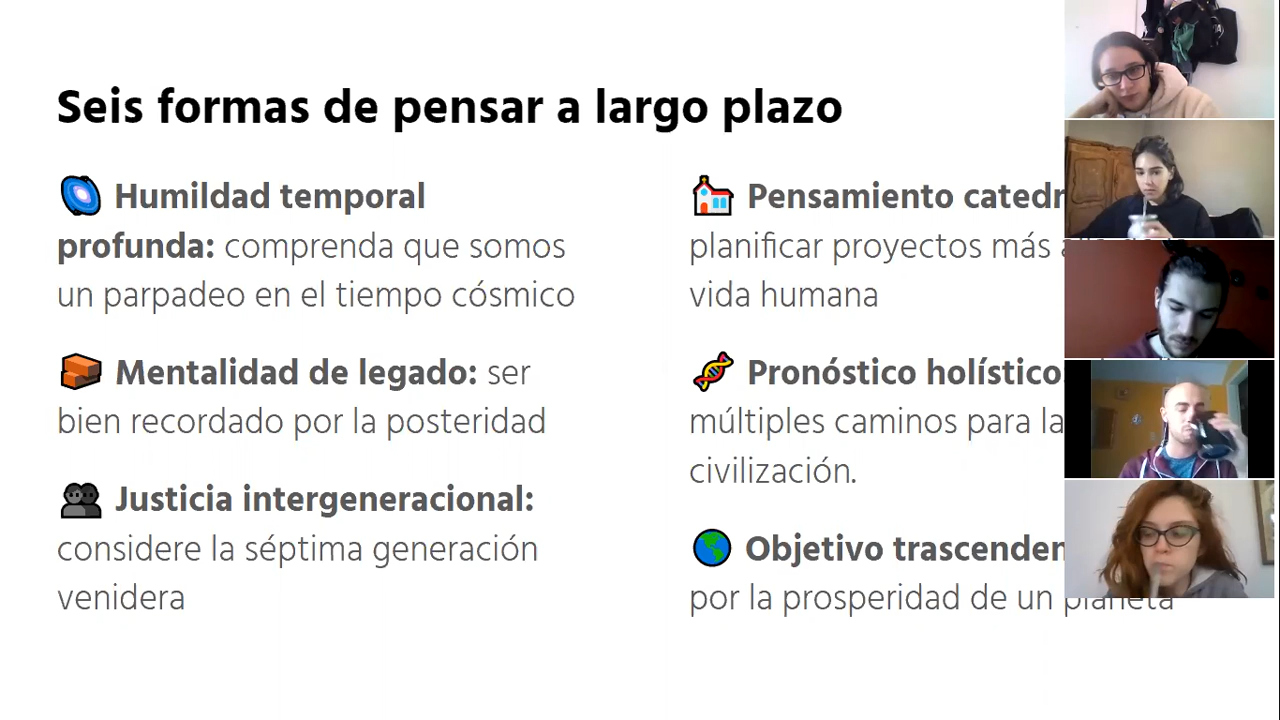 Seis formas de pensar a largo plazo
Humildad temporal
profunda: comprenda que somos
un parpadeo en el tiempo cósmico
Mentalidad de legado: ser
bien recordado por la posteridad
Justicia intergeneracional:
considere la séptima generación
venidera
Pensamiento
planificar proyectos más
vida humana
Pronóstico holístico:
múltiples caminos para la
civilización.
Objetivo
por la prosperidad de un planeta